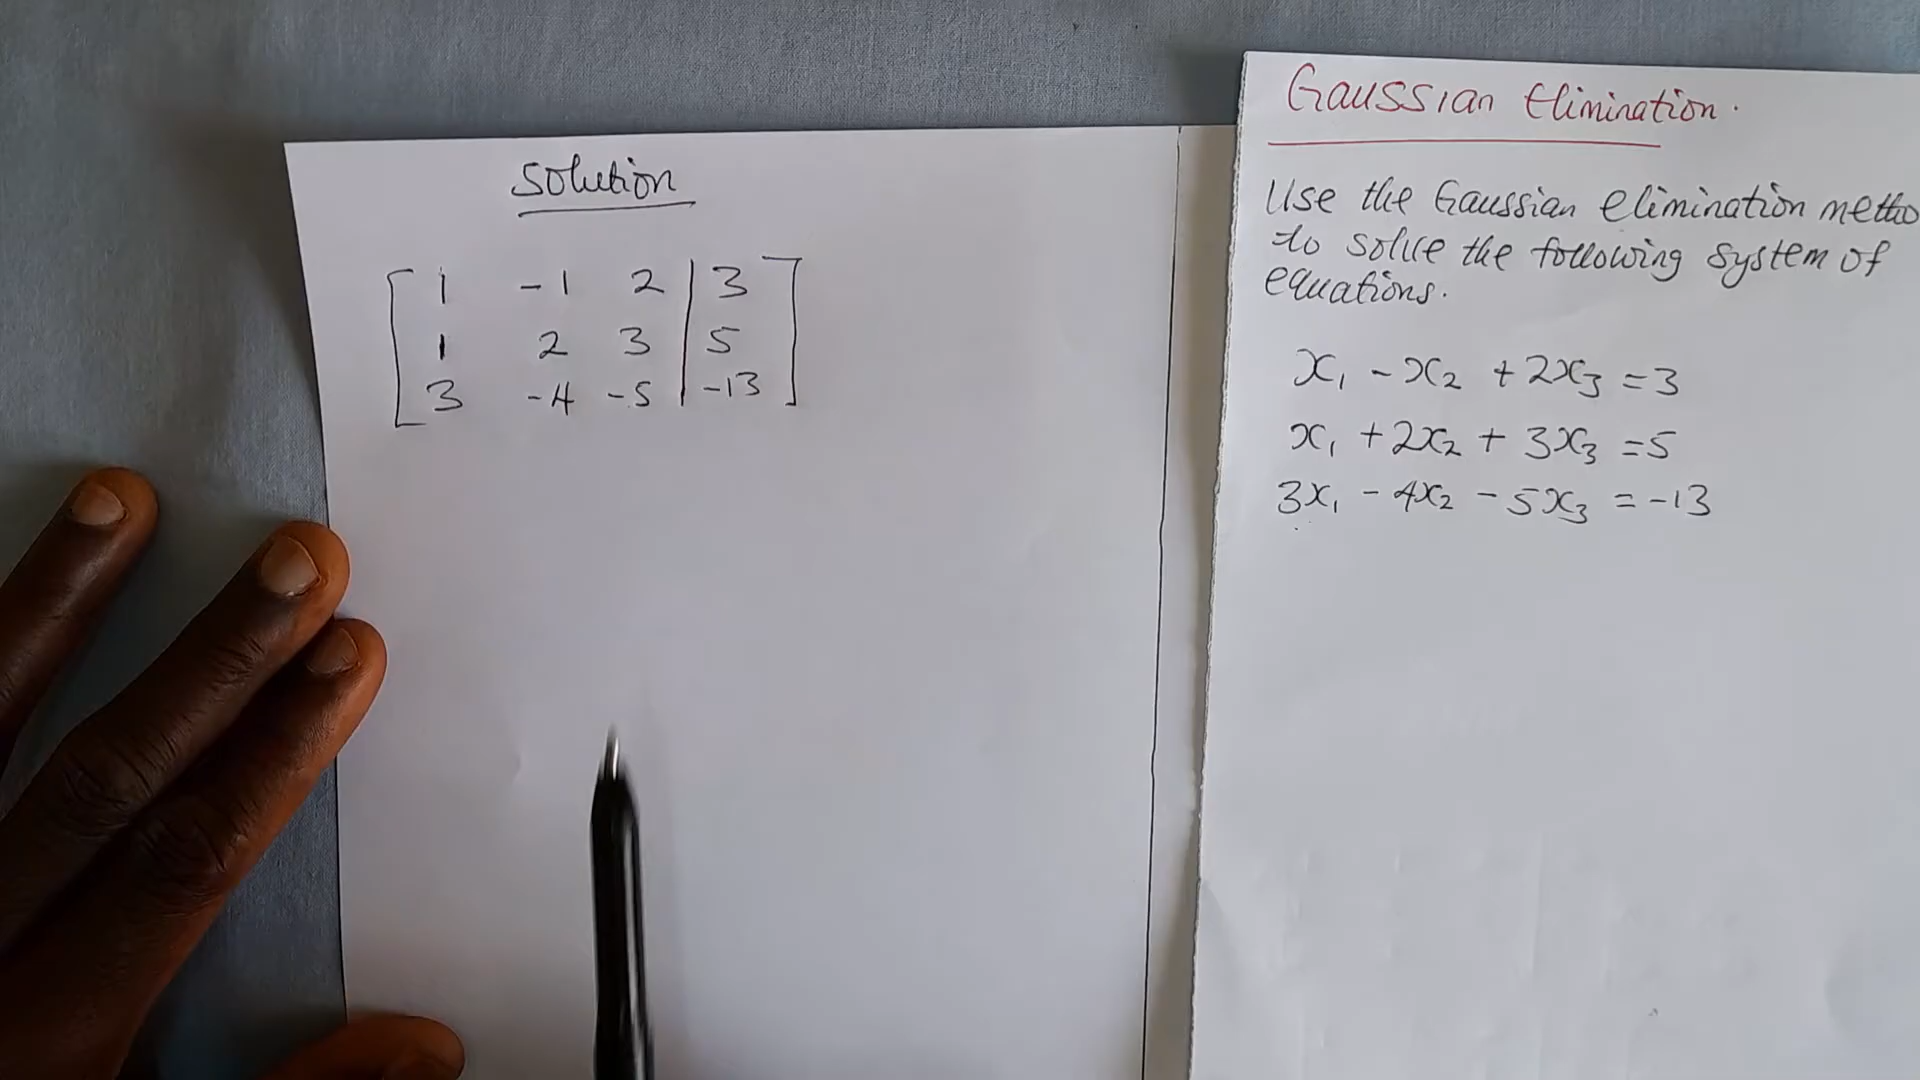 Solution
1 -1 2 | 3
1 2 3 | 5
3 -4 -5 | -13
Gaussian Elimination.
Use the Gaussian elimination metho
to solve the following system of
equations.
x₁ - x₂ + 2x₃ = 3
x₁ + 2x₂ + 3x₃ = 5
3x₁ - 4x₂ - 5x₃ = -13